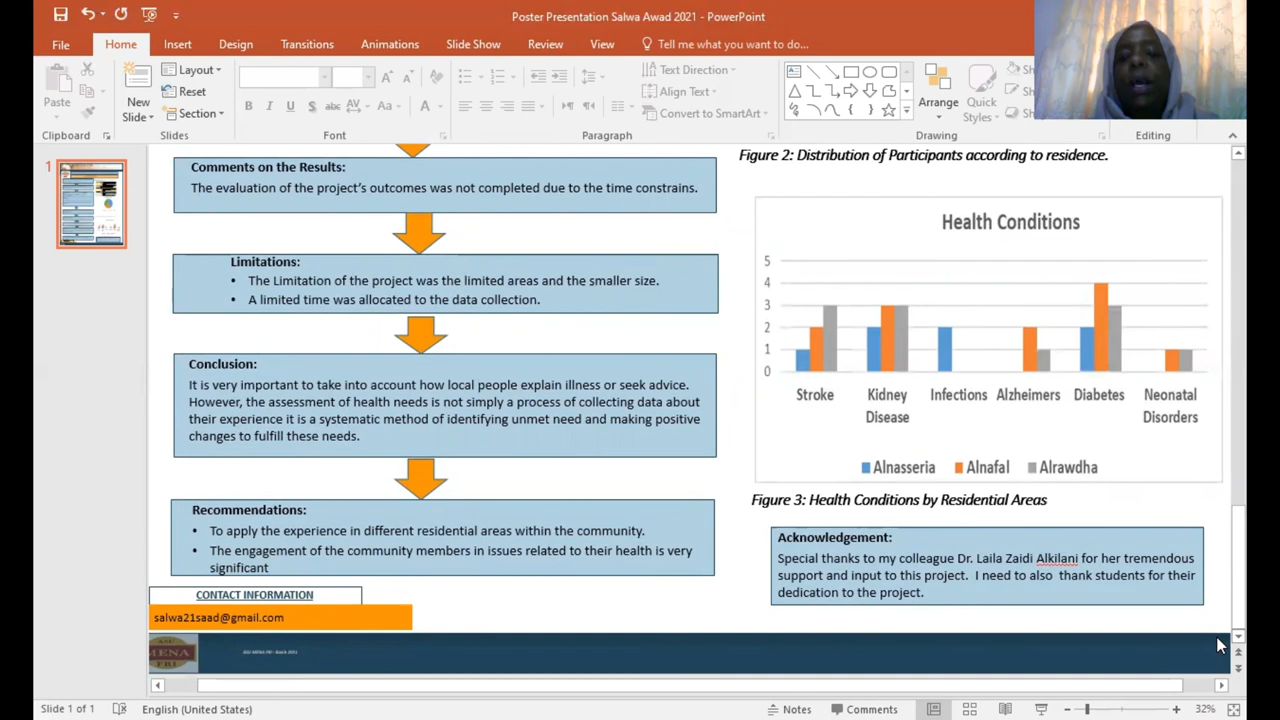 Poster Presentation Salwa Awad 2021 - PowerPoint
File Home Insert Design Transitions Animations Slide Show Review View Tell me what you want to do...
Paste
New
Slide
Layout
Reset
Section
B I U S abc AV Aa A
Text Direction
Align Text
Convert to SmartArt
Arrange
Quick
Styles
Sh
Sh
Sh
Clipboard Slides Font Paragraph Drawing Editing
1
Comments on the Results:
The evaluation of the project's outcomes was not completed due to the time constrains.
Limitations:
• The Limitation of the project was the limited areas and the smaller size.
• A limited time was allocated to the data collection.
Conclusion:
It is very important to take into account how local people explain illness or seek advice.
However, the assessment of health needs is not simply a process of collecting data about
their experience it is a systematic method of identifying unmet need and making positive
changes to fulfill these needs.
Recommendations:
• To apply the experience in different residential areas within the community.
• The engagement of the community members in issues related to their health is very
significant
CONTACT INFORMATION
salwa21saad@gmail.com
Figure 2: Distribution of Participants according to residence.
Health Conditions
5
4
3
2
1
0
Stroke Kidney Disease Infections Alzheimers Diabetes Neonatal Disorders
Alnasseria Alnafal Alrawdha
Figure 3: Health Conditions by Residential Areas
Acknowledgement:
Special thanks to my colleague Dr. Laila Zaidi Alkilani for her tremendous
support and input to this project. I need to also thank students for their
dedication to the project.
MENA
FRI
Slide 1 of 1 English (United States) Notes Comments 32%